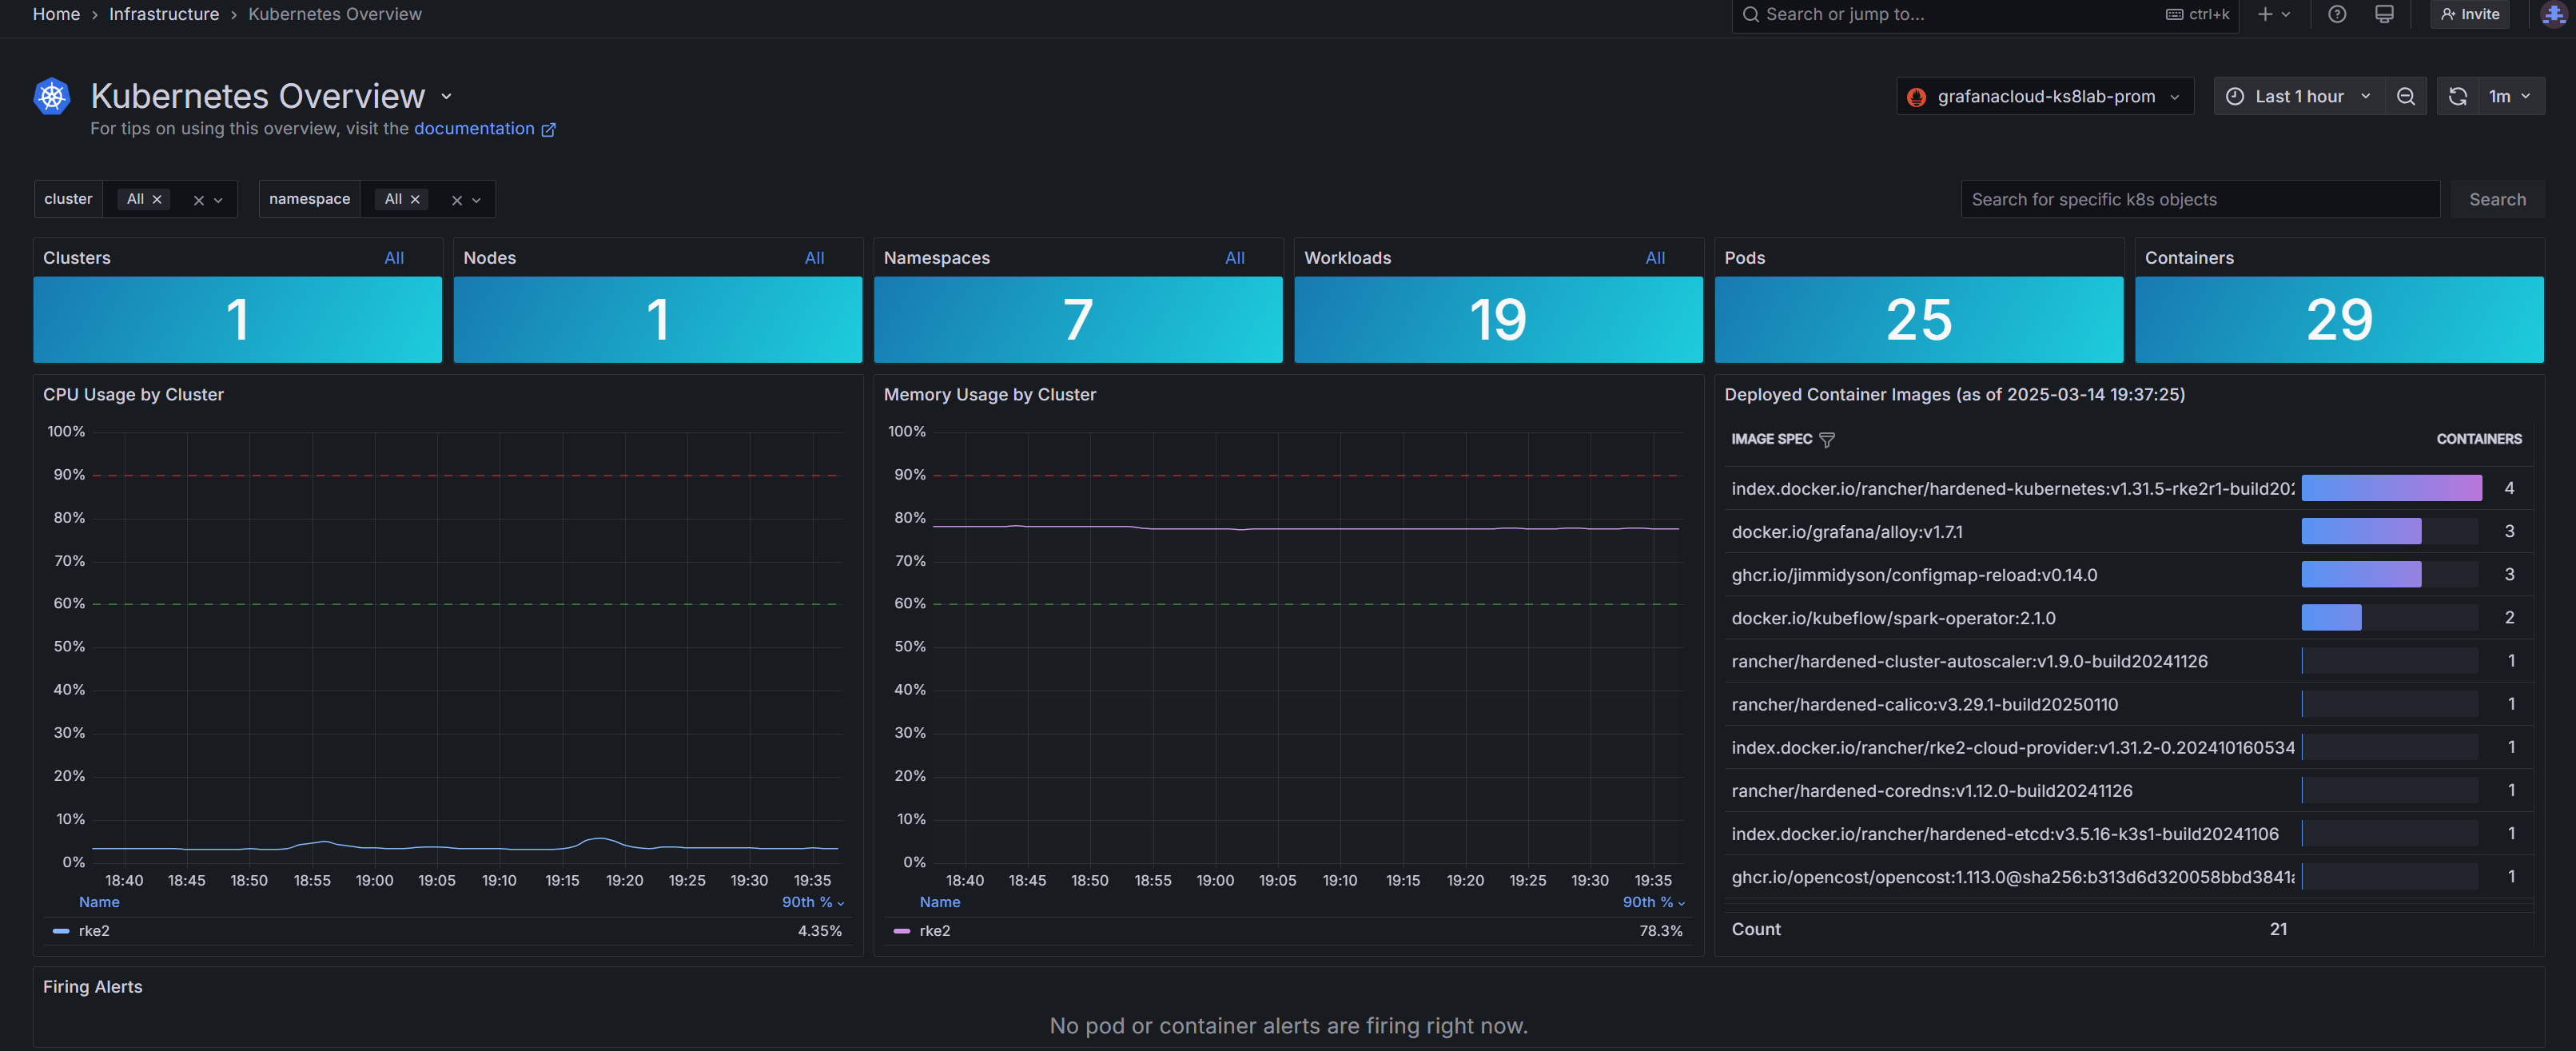 Home › Infrastructure › Kubernetes Overview
Search or jump to... ctrl+k
Invite
Kubernetes Overview
For tips on using this overview, visit the documentation
grafanacloud-ks8lab-prom
Last 1 hour
1m
cluster All
namespace All
Search for specific k8s objects
Search
Clusters All
1
Nodes All
1
Namespaces All
7
Workloads All
19
Pods
25
Containers
29
CPU Usage by Cluster
100%
90%
80%
70%
60%
50%
40%
30%
20%
10%
0%
18:40 18:45 18:50 18:55 19:00 19:05 19:10 19:15 19:20 19:25 19:30 19:35
Name 90th %
rke2 4.35%
Memory Usage by Cluster
100%
90%
80%
70%
60%
50%
40%
30%
20%
10%
0%
18:40 18:45 18:50 18:55 19:00 19:05 19:10 19:15 19:20 19:25 19:30 19:35
Name 90th %
rke2 78.3%
Deployed Container Images (as of 2025-03-14 19:37:25)
IMAGE SPEC CONTAINERS
index.docker.io/rancher/hardened-kubernetes:v1.31.5-rke2r1-build202 4
docker.io/grafana/alloy:v1.7.1 3
ghcr.io/jimmidyson/configmap-reload:v0.14.0 3
docker.io/kubeflow/spark-operator:2.1.0 2
rancher/hardened-cluster-autoscaler:v1.9.0-build20241126 1
rancher/hardened-calico:v3.29.1-build20250110 1
index.docker.io/rancher/rke2-cloud-provider:v1.31.2-0.202410160534 1
rancher/hardened-coredns:v1.12.0-build20241126 1
index.docker.io/rancher/hardened-etcd:v3.5.16-k3s1-build20241106 1
ghcr.io/opencost/opencost:1.113.0@sha256:b313d6d320058bbd3841a 1
Count 21
Firing Alerts
No pod or container alerts are firing right now.